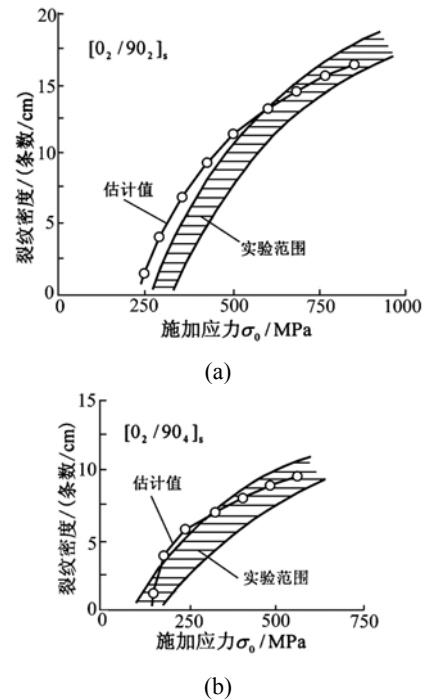 20
[0₂/90₂]ₛ
15
裂纹密度/(条数/cm)
10
估计值
5
实验范围
0
0
250
500
750
1000
施加应力σ₀/MPa
(a)
15
[0₂/90₄]ₛ
10
估计值
裂纹密度/(条数/cm)
5
实验范围
0
0
250
500
750
施加应力σ₀/MPa
(b)